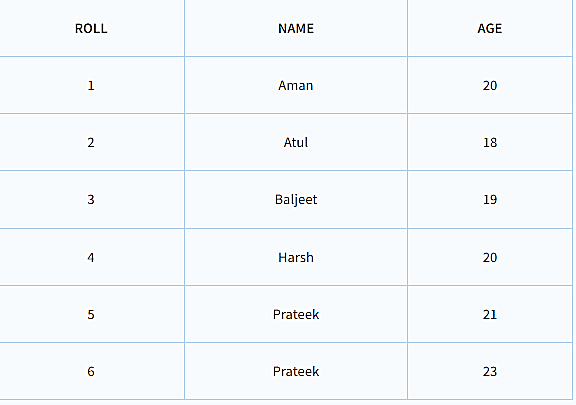 ROLL NAME AGE
1 Aman 20
2 Atul 18
3 Baljeet 19
4 Harsh 20
5 Prateek 21
6 Prateek 23